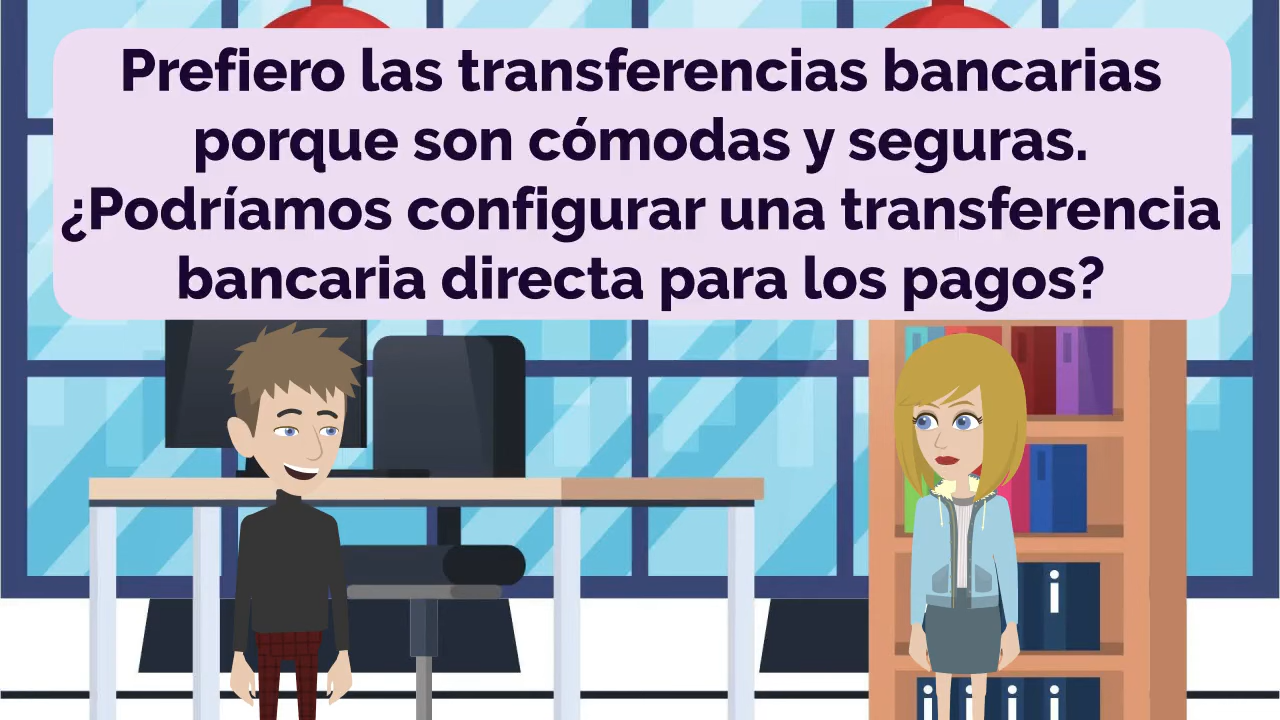 Prefiero las transferencias bancarias
porque son cómodas y seguras.
¿Podríamos configurar una transferencia
bancaria directa para los pagos?